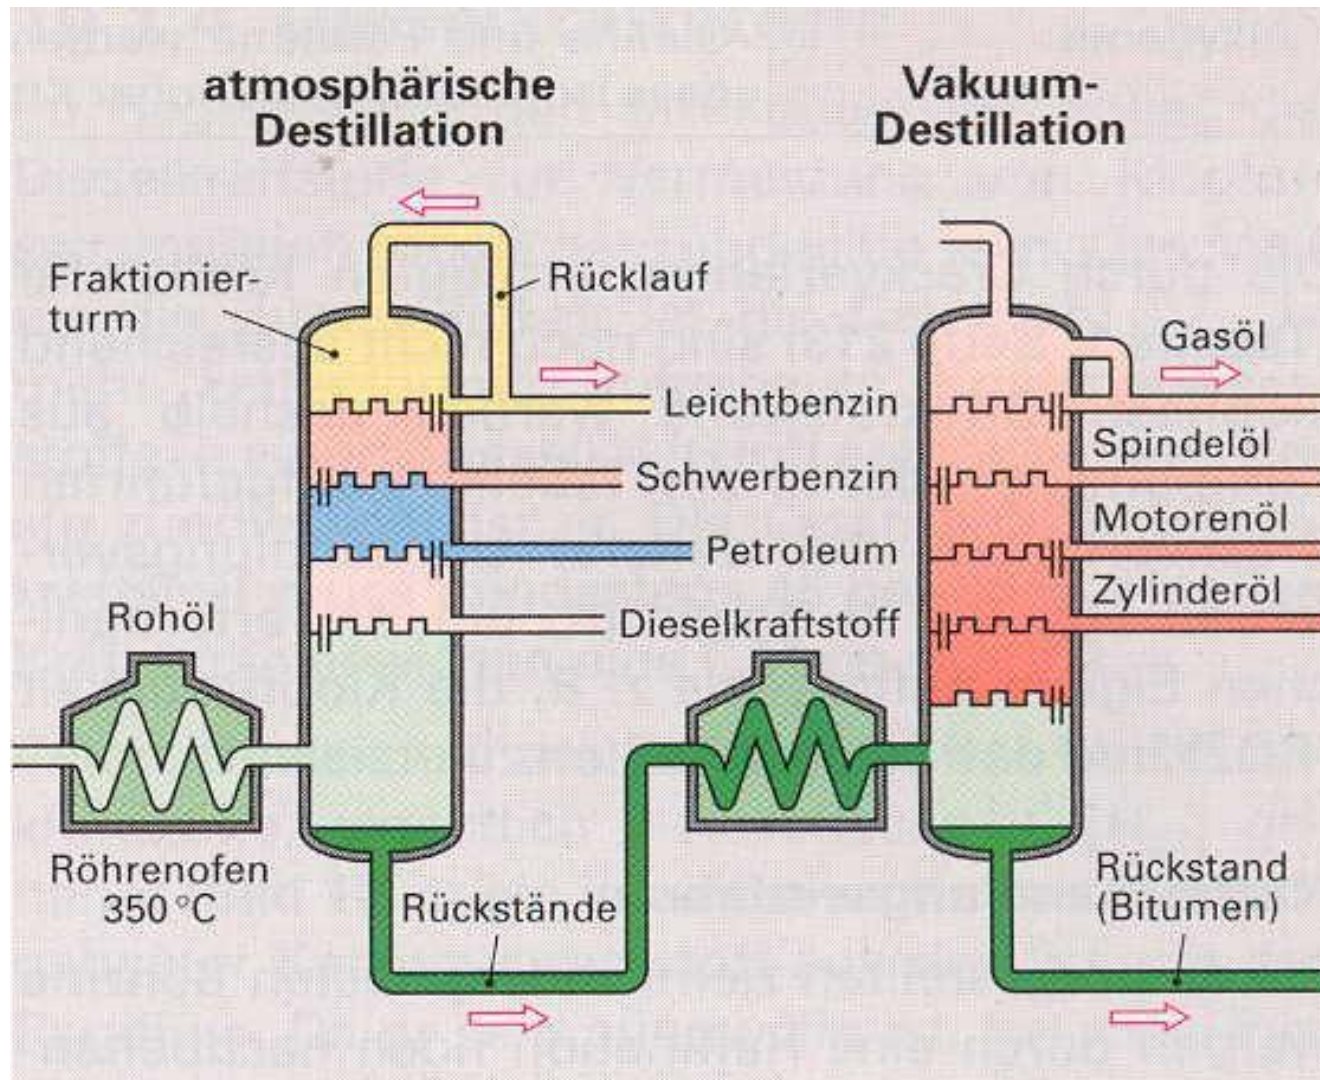 atmosphärische
Destillation
Vakuum-
Destillation
Fraktionier-
turm
Rücklauf
Gasöl
Leichtbenzin
Spindelöl
Schwerbenzin
Motorenöl
Petroleum
Zylinderöl
Dieselkraftstoff
Rohöl
Röhrenofen
350 °C
Rückstände
Rückstand
(Bitumen)